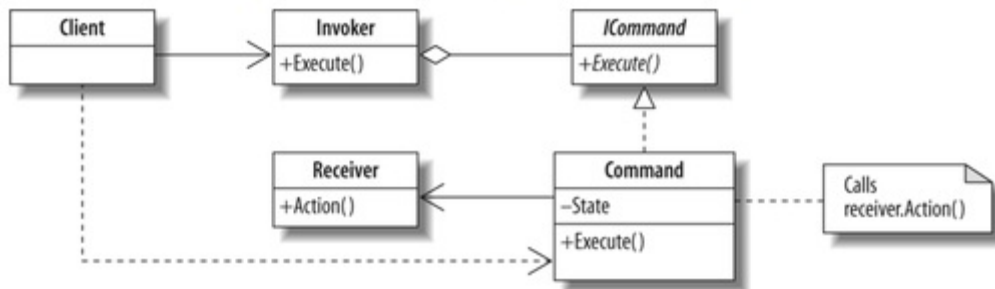 Client
Invoker
+Execute()
ICommand
+Execute()
Receiver
+Action()
Command
–State
+Execute()
Calls
receiver.Action()